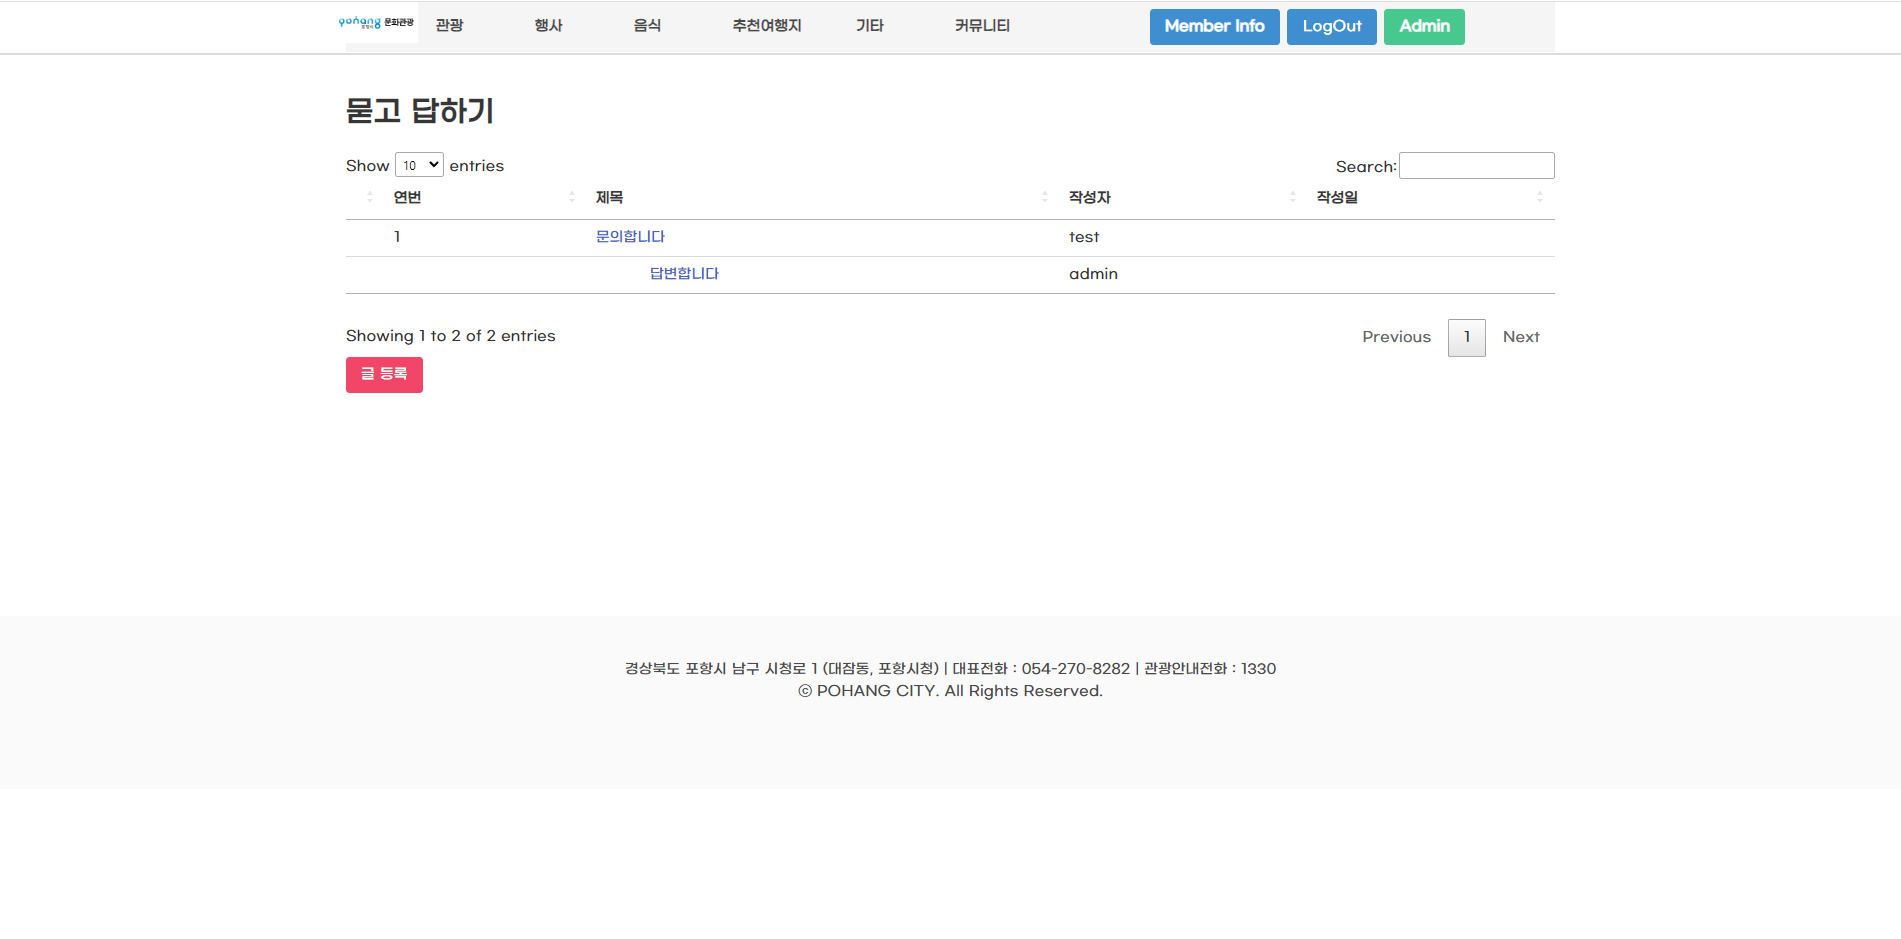 pohang 포항시 문화관광 관광 행사 음식 추천여행지 기타 커뮤니티 Member Info LogOut Admin
묻고 답하기
Show 10 entries Search:
연번 제목 작성자 작성일
1 문의합니다 test
답변합니다 admin
Showing 1 to 2 of 2 entries Previous 1 Next
글 등록
경상북도 포항시 남구 시청로 1 (대잠동, 포항시청) | 대표전화 : 054-270-8282 | 관광안내전화 : 1330
ⓒ POHANG CITY. All Rights Reserved.